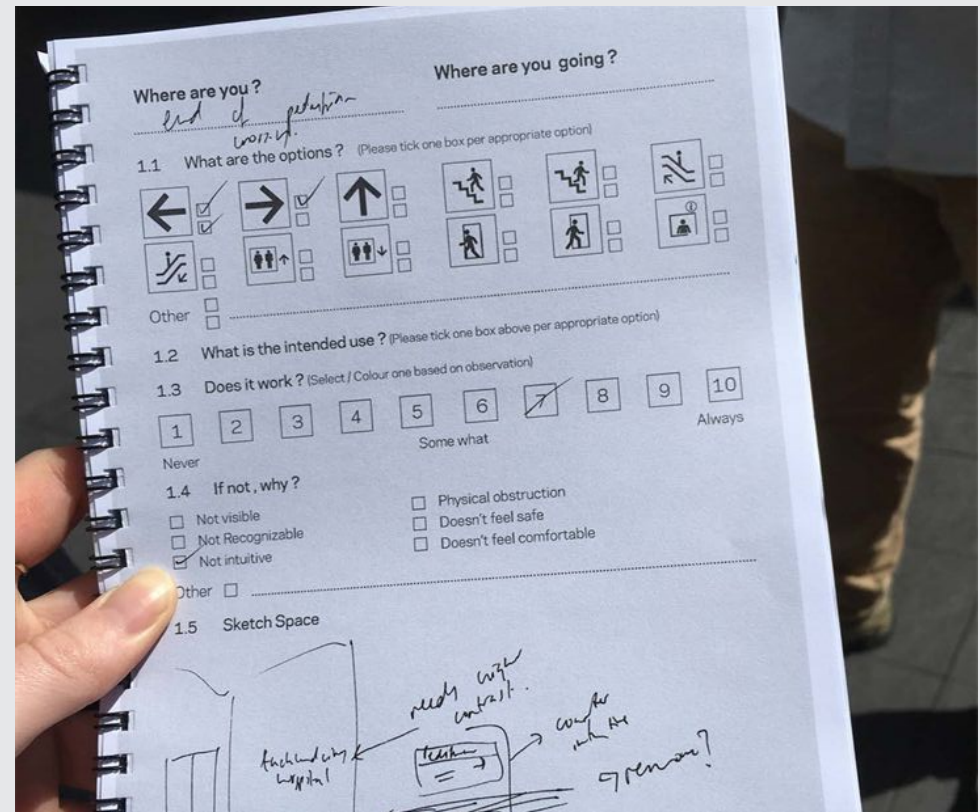 Where are you ?
Where are you going ?
end of
1.1 What are the options ? (Please tick one box per appropriate option)
Other
1.2 What is the intended use ? (Please tick one box above per appropriate option)
1.3 Does it work ? (Select / Colour one based on observation)
1 2 3 4 5 6 7 8 9 10
Never Some what Always
1.4 If not, why ?
Not visible
Not Recognizable
Not intuitive
Physical obstruction
Doesn't feel safe
Doesn't feel comfortable
Other
1.5 Sketch Space
needs high
contrast.
hospital